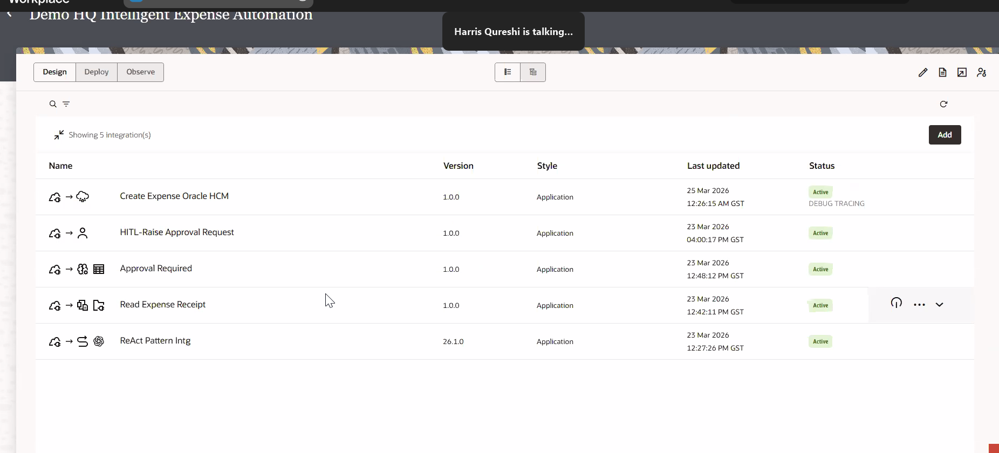 Workplace
Demo HQ Intelligent Expense Automation
Harris Qureshi is talking...
Design Deploy Observe
Showing 5 integration(s)
Add
Name Version Style Last updated Status
Create Expense Oracle HCM 1.0.0 Application 25 Mar 2026 12:26:15 AM GST Active DEBUG TRACING
HITL-Raise Approval Request 1.0.0 Application 23 Mar 2026 04:00:17 PM GST Active
Approval Required 1.0.0 Application 23 Mar 2026 12:48:12 PM GST Active
Read Expense Receipt 1.0.0 Application 23 Mar 2026 12:42:11 PM GST Active
ReAct Pattern Intg 26.1.0 Application 23 Mar 2026 12:27:26 PM GST Active